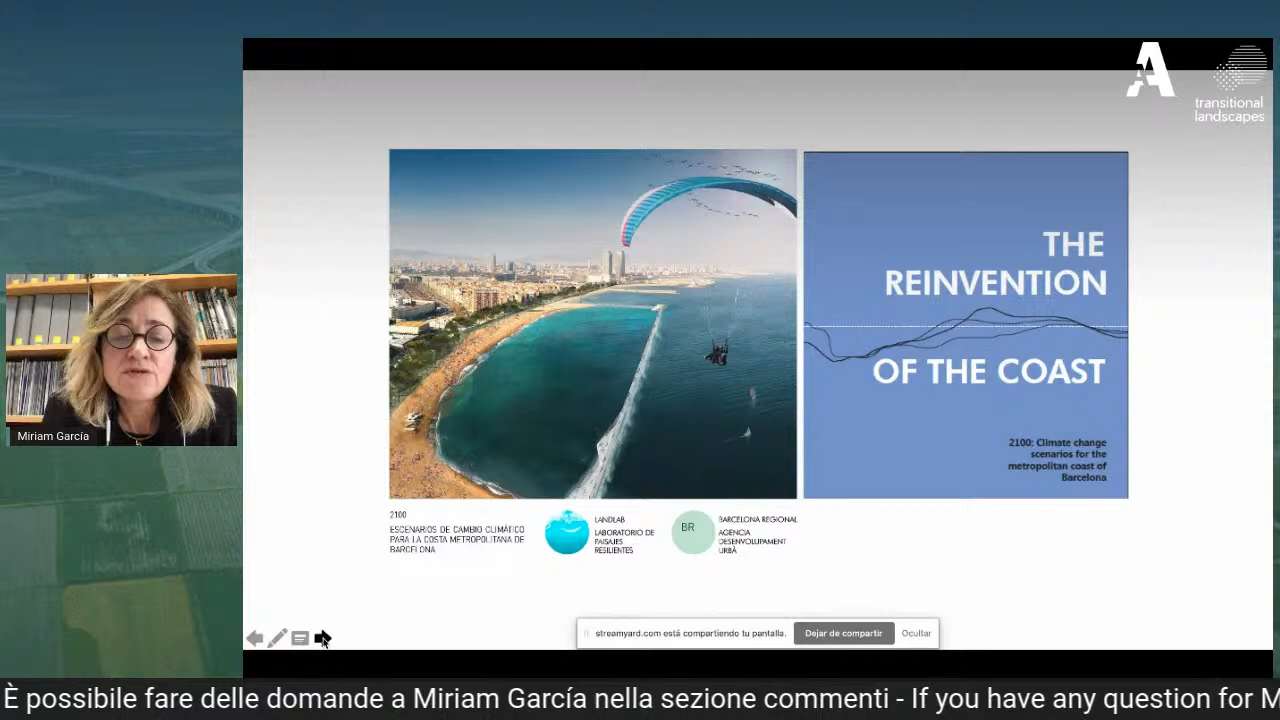 A
transitional
landscapes
THE
REINVENTION
OF THE COAST
2100: Climate change
scenarios for the
metropolitan coast of
Barcelona
2100
ESCENARIOS DE CAMBIO CLIMÁTICO
PARA LA COSTA METROPOLITANA DE
BARCELONA
LANDLAB
LABORATORIO DE
PAISAJES
RESILIENTES
BR
BARCELONA REGIONAL
AGENCIA
DESENVOLUPAMENT
URBÀ
Miriam García
streamyard.com está compartiendo tu pantalla.
Dejar de compartir
Ocultar
È possibile fare delle domande a Miriam García nella sezione commenti - If you have any question for M